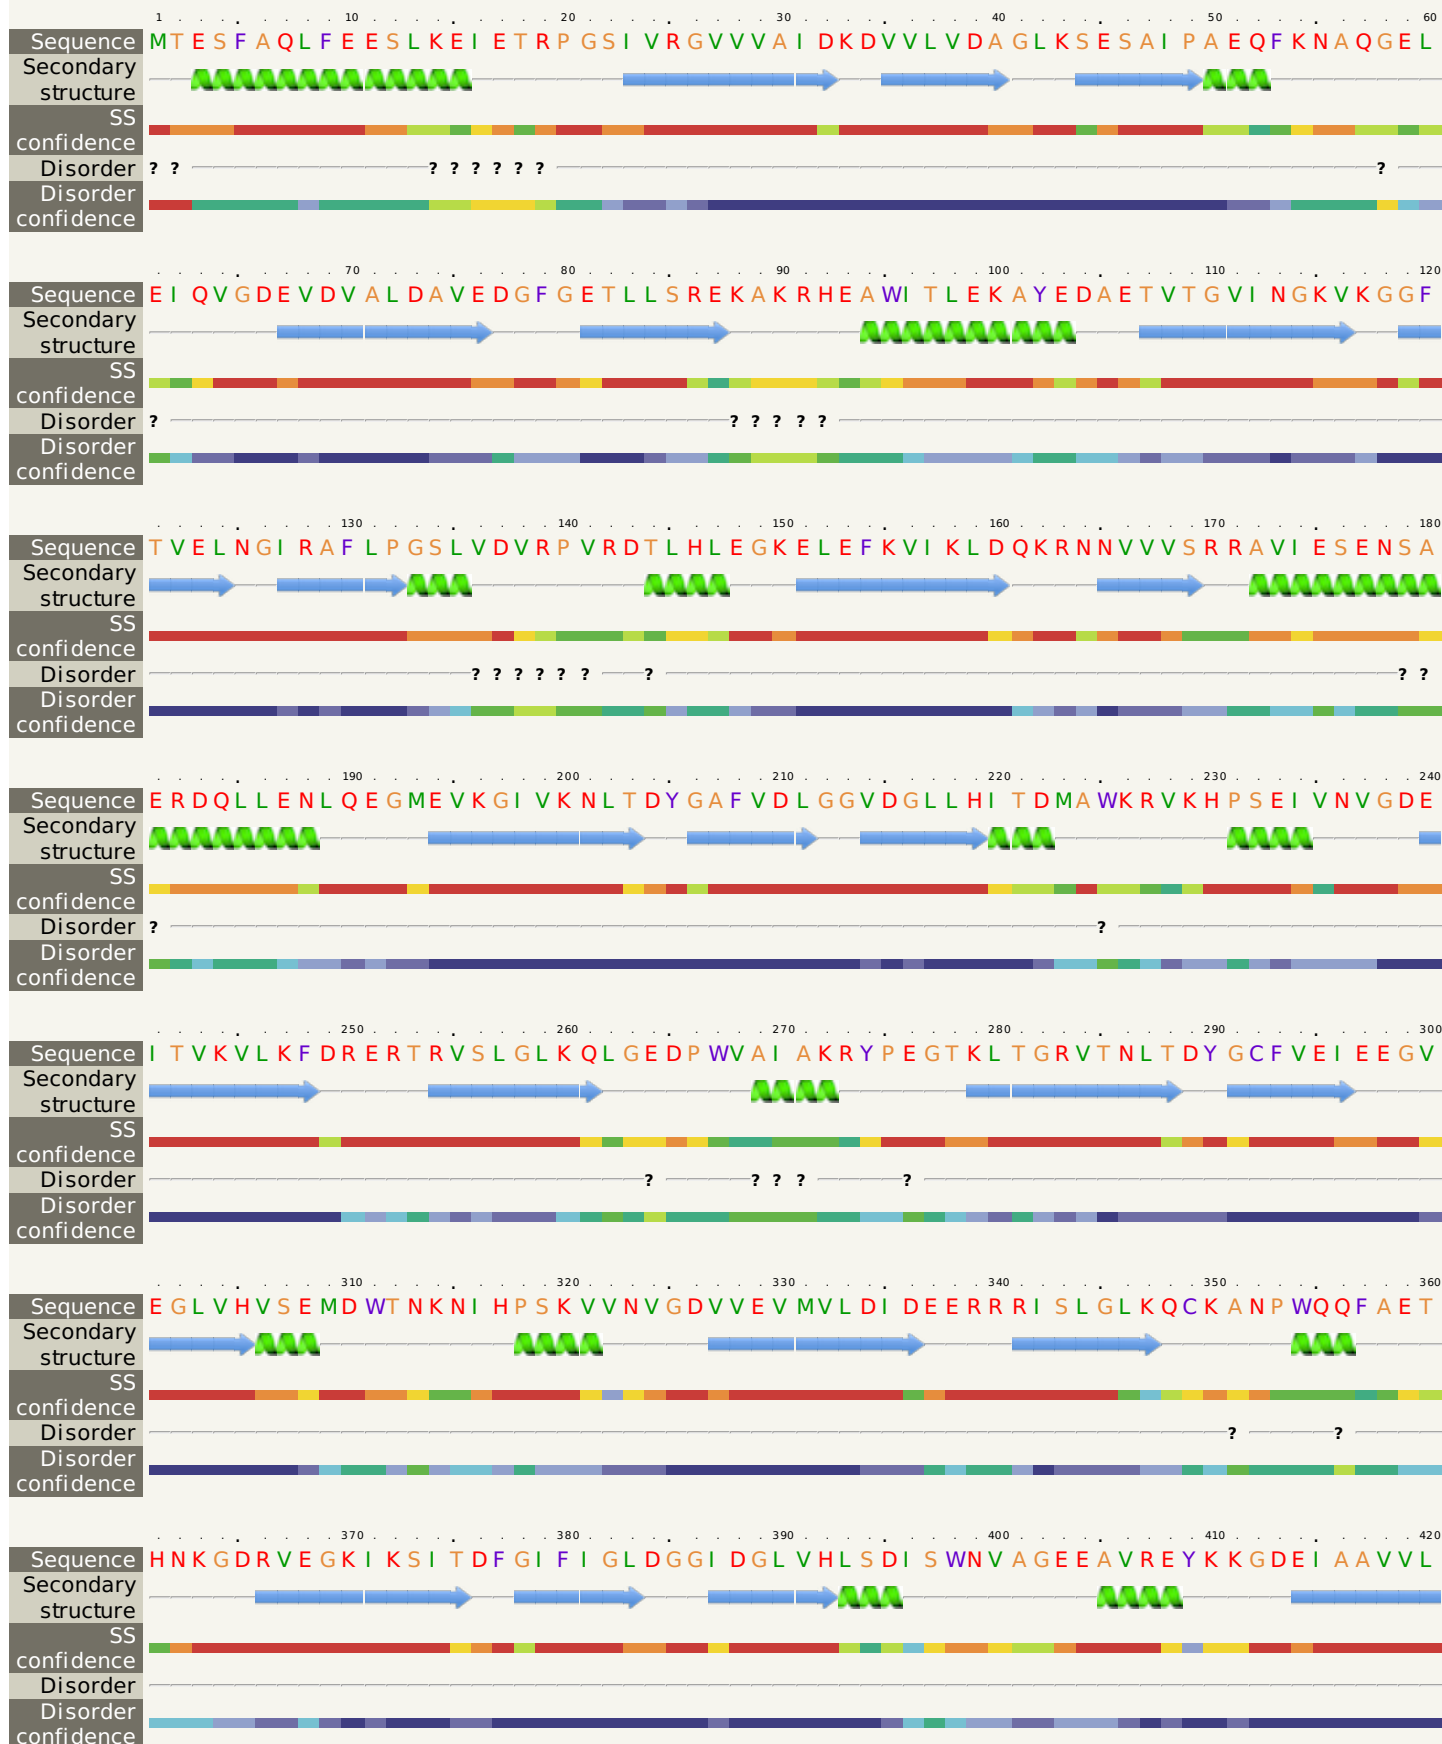 1 10 20 30 40 50 60
Sequence MTESFAQLFEESLKEIETRPGSIVRGVVVAIDKDVVLVDAGLKSESAIPAEQFKNAQGEL
Secondary
structure
SS
confidence
Disorder ? ? ? ? ? ? ? ? ?
Disorder
confidence
70 80 90 100 110 120
Sequence EIQVGDEVDVALDAVEDGFGETLLSREKAKRHEAWITLEKAYEDAETVTGVINGKVKGGF
Secondary
structure
SS
confidence
Disorder ? ? ? ? ? ?
Disorder
confidence
130 140 150 160 170 180
Sequence TVELNGIRAFLPGSLVDVRPVRDTLHLEGKELEFKVIKLDQKRNNVVVSRRAVIESENSA
Secondary
structure
SS
confidence
Disorder ? ? ? ? ? ? ? ? ?
Disorder
confidence
190 200 210 220 230 240
Sequence ERDQLLENLQEGMEVKGIVKNLTDYGAFVDLGGVDGLLHITDMAWKRVKHPSEIVNVGDE
Secondary
structure
SS
confidence
Disorder ? ?
Disorder
confidence
250 260 270 280 290 300
Sequence ITVKVLKFDRERTRVSLGLKQLGEDPWVAIAKRYPEGTKLTGRVTNLTDYGCFVEIEEGV
Secondary
structure
SS
confidence
Disorder ? ? ? ? ?
Disorder
confidence
310 320 330 340 350 360
Sequence EGLVHVSEMDWTNKNIHPSKVVNVGDVVEVMVLDIDEERRRISLGLKQCKANPWQQFAET
Secondary
structure
SS
confidence
Disorder ? ?
Disorder
confidence
370 380 390 400 410 420
Sequence HNKGDRVEGKIKSITDFGIFIGLDGGIDGLVHLSDISWNVAGEEAVREYKKGDEIAAVVL
Secondary
structure
SS
confidence
Disorder
Disorder
confidence